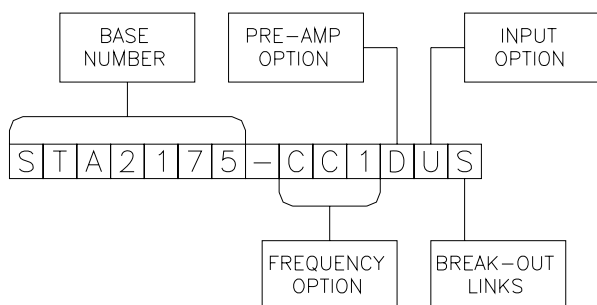 BASE
NUMBER
PRE-AMP
OPTION
INPUT
OPTION
STA2175-CC1DUS
FREQUENCY
OPTION
BREAK-OUT
LINKS